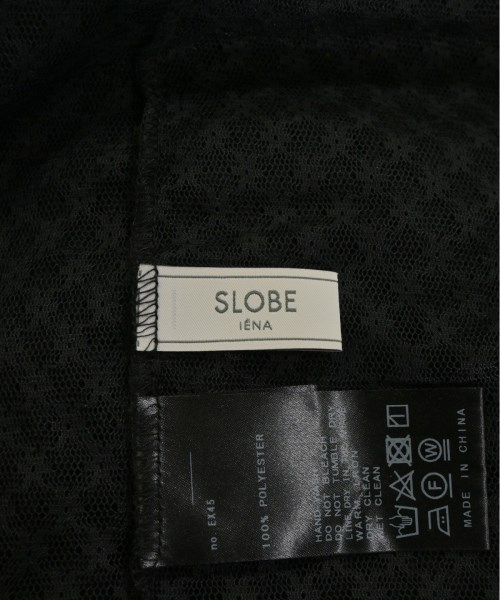 SLOBE
IÉNA
no. EX45
100% POLYESTER
HAND WASH
DO NOT BLEACH
DO NOT TUMBLE DRY
LINE DRY IN
WARM IRON
DRY CLEAN
WET CLEAN
MADE IN CHINA